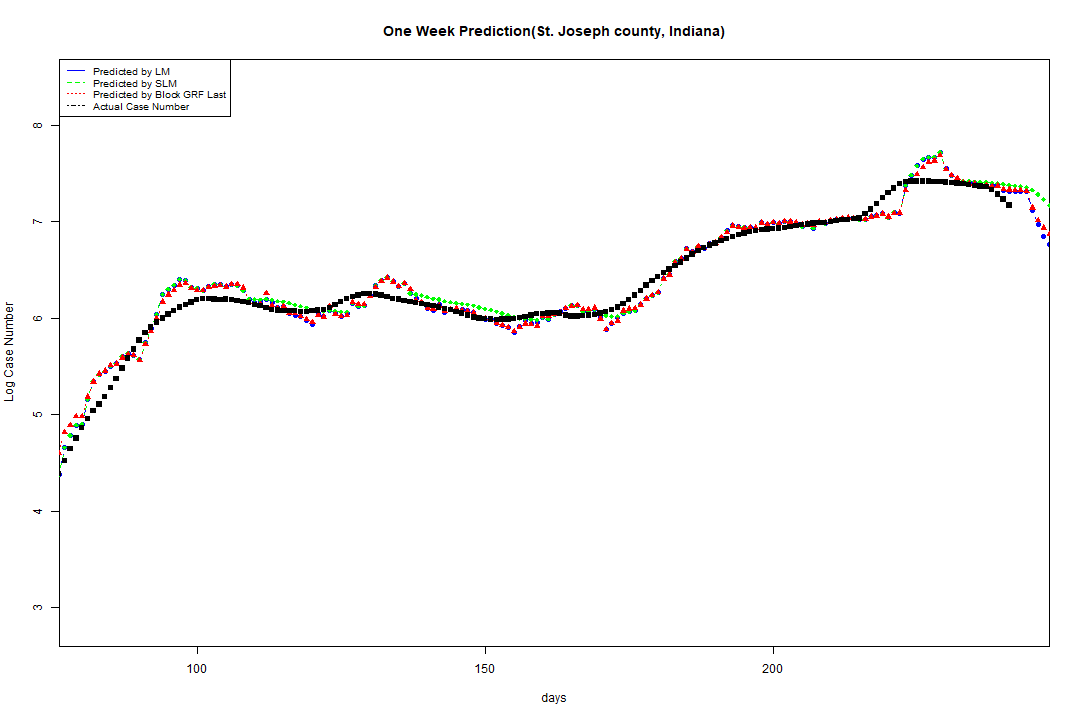 One Week Prediction(St. Joseph county, Indiana)
Predicted by LM
Predicted by SLM
Predicted by Block GRF Last
Actual Case Number
8
7
6
5
4
3
Log Case Number
100 150 200
days